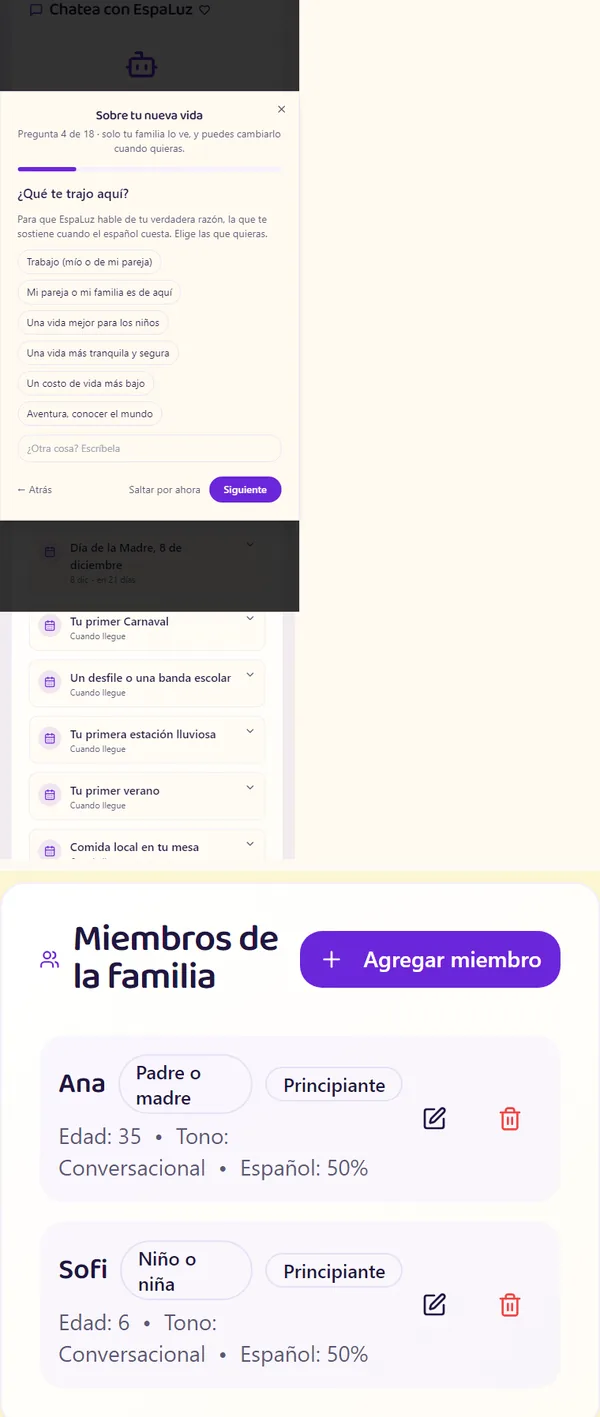 Chatea con EspaLuz
Sobre tu nueva vida
Pregunta 4 de 18 · solo tu familia lo ve, y puedes cambiarlo
cuando quieras.
¿Qué te trajo aquí?
Para que EspaLuz hable de tu verdadera razón, la que te
sostiene cuando el español cuesta. Elige las que quieras.
Trabajo (mío o de mi pareja)
Mi pareja o mi familia es de aquí
Una vida mejor para los niños
Una vida más tranquila y segura
Un costo de vida más bajo
Aventura, conocer el mundo
¿Otra cosa? Escríbela
← Atrás
Saltar por ahora
Siguiente
Día de la Madre, 8 de
diciembre
8 dic · en 21 días
Tu primer Carnaval
Cuando llegue
Un desfile o una banda escolar
Cuando llegue
Tu primera estación lluviosa
Cuando llegue
Tu primer verano
Cuando llegue
Comida local en tu mesa
Miembros de
la familia
+ Agregar miembro
Ana
Padre o
madre
Principiante
Edad: 35 • Tono:
Conversacional • Español: 50%
Sofi
Niño o
niña
Principiante
Edad: 6 • Tono:
Conversacional • Español: 50%